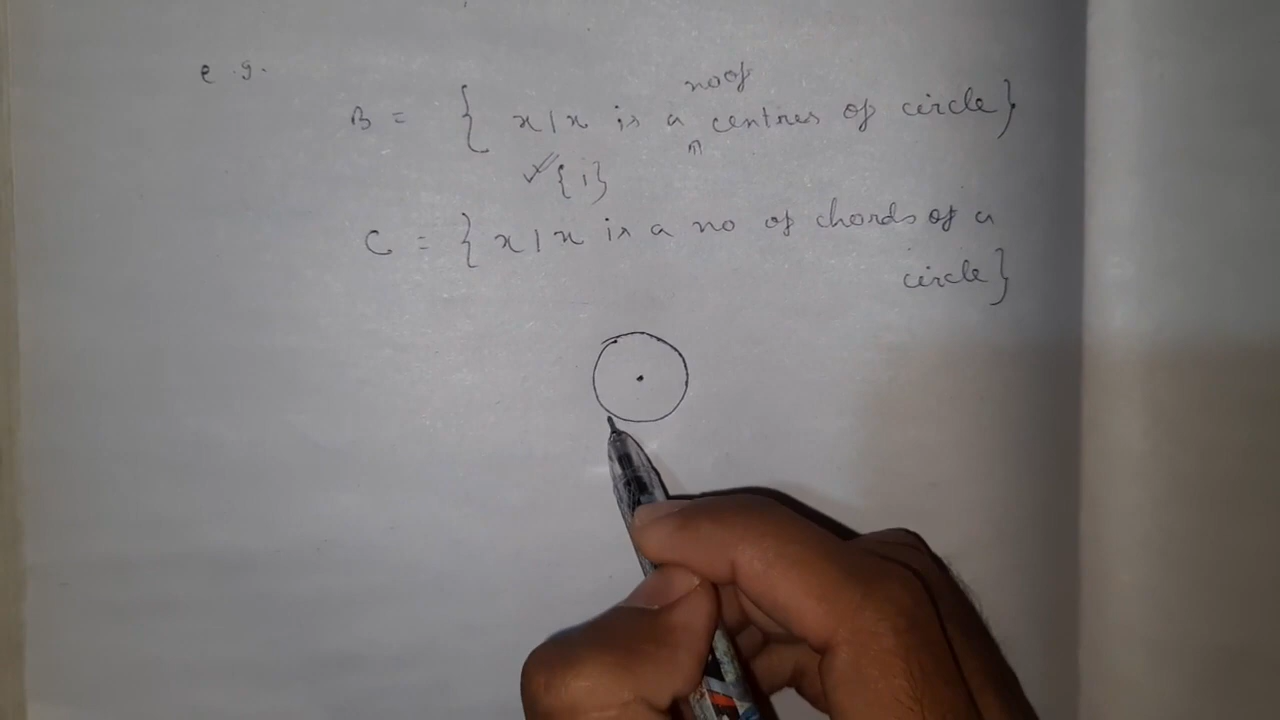 e.g.
no of
B = { x | x is a centres of circle}
{1}
C = { x | x is a no of chords of a
circle}